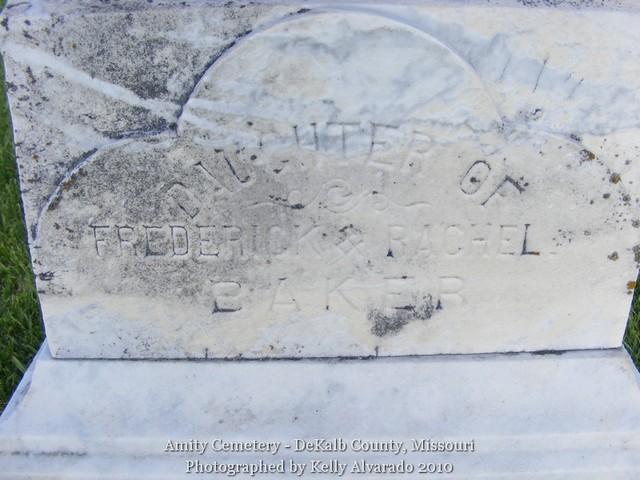 DAUGHTER OF
FREDERICK & RACHEL.
BAKER
Amity Cemetery - DeKalb County, Missouri
Photographed by Kelly Alvarado 2010